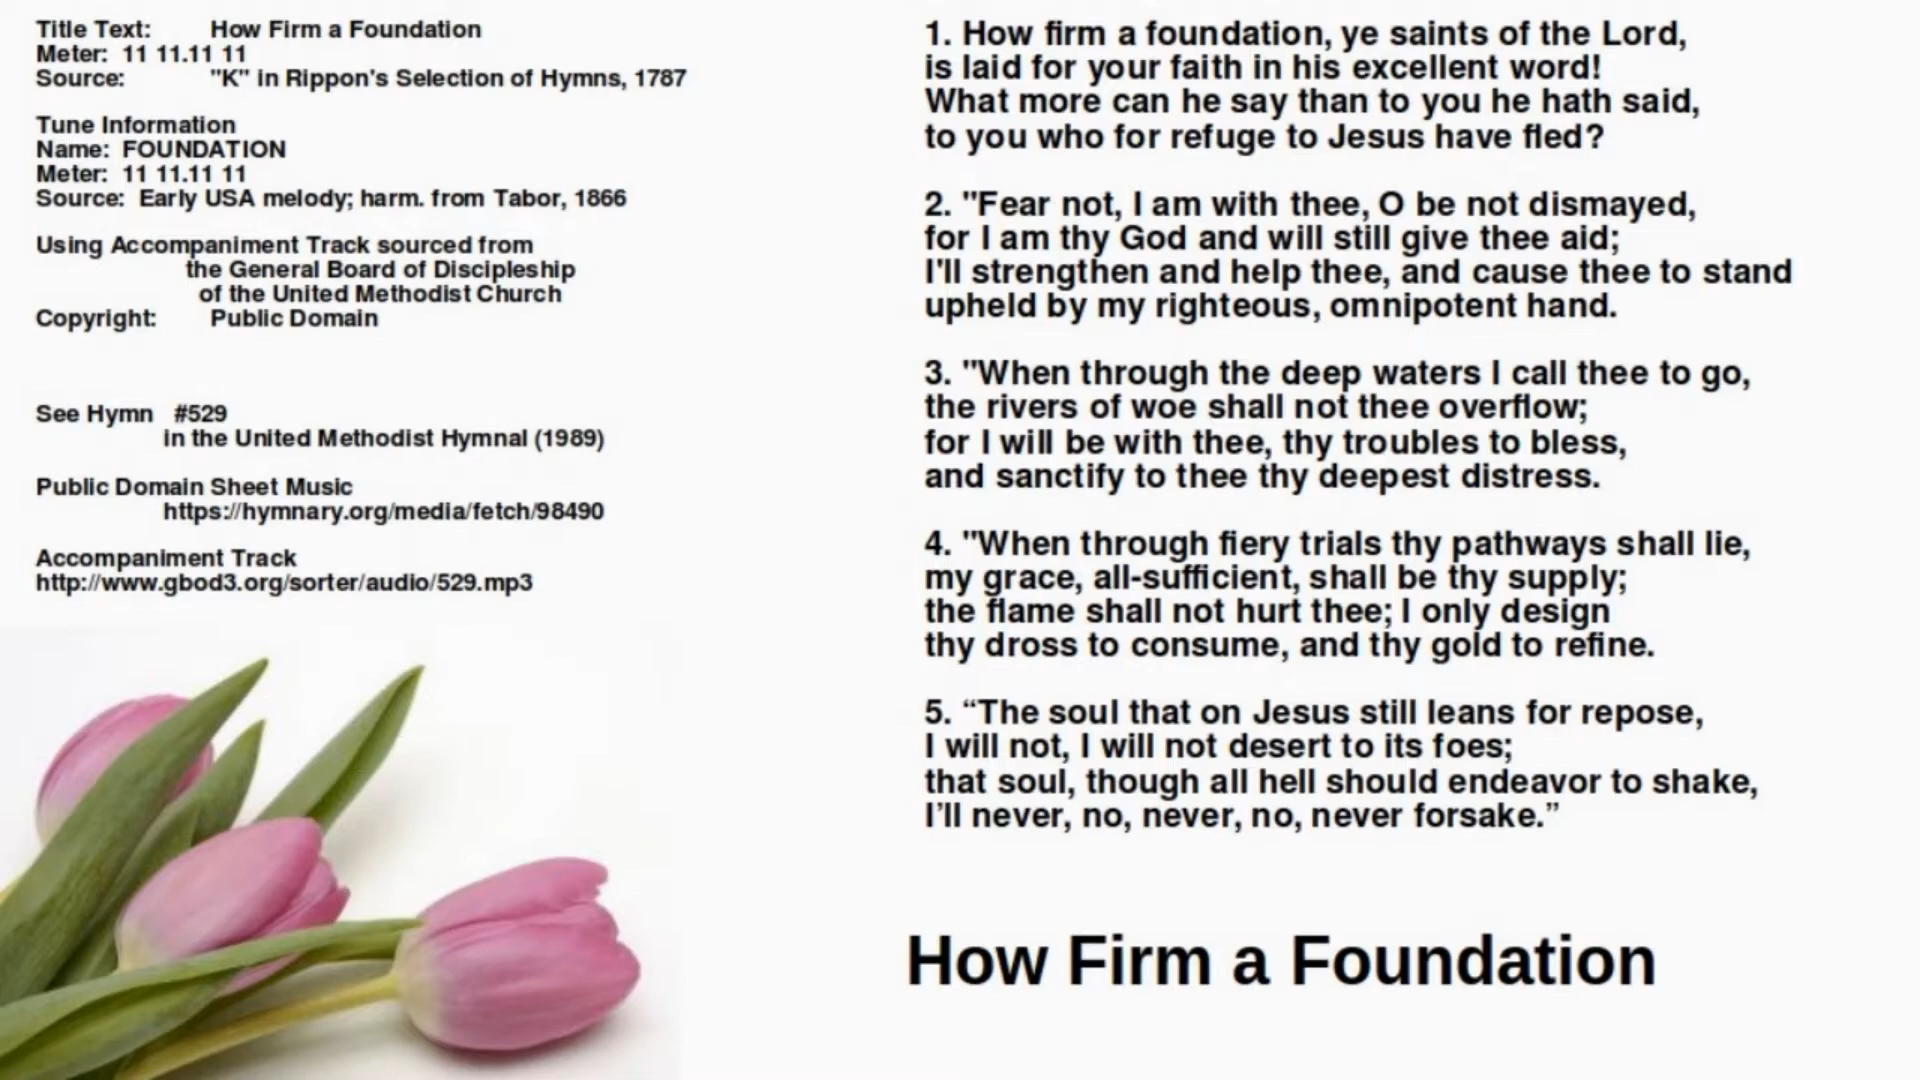 Title Text: How Firm a Foundation
Meter: 11 11.11 11
Source: "K" in Rippon's Selection of Hymns, 1787
Tune Information
Name: FOUNDATION
Meter: 11 11.11 11
Source: Early USA melody; harm. from Tabor, 1866
Using Accompaniment Track sourced from
the General Board of Discipleship
of the United Methodist Church
Copyright: Public Domain
See Hymn #529
in the United Methodist Hymnal (1989)
Public Domain Sheet Music
https://hymnary.org/media/fetch/98490
Accompaniment Track
http://www.gbod3.org/sorter/audio/529.mp3
1. How firm a foundation, ye saints of the Lord,
is laid for your faith in his excellent word!
What more can he say than to you he hath said,
to you who for refuge to Jesus have fled?
2. "Fear not, I am with thee, O be not dismayed,
for I am thy God and will still give thee aid;
I'll strengthen and help thee, and cause thee to stand
upheld by my righteous, omnipotent hand.
3. "When through the deep waters I call thee to go,
the rivers of woe shall not thee overflow;
for I will be with thee, thy troubles to bless,
and sanctify to thee thy deepest distress.
4. "When through fiery trials thy pathways shall lie,
my grace, all-sufficient, shall be thy supply;
the flame shall not hurt thee; I only design
thy dross to consume, and thy gold to refine.
5. “The soul that on Jesus still leans for repose,
I will not, I will not desert to its foes;
that soul, though all hell should endeavor to shake,
I’ll never, no, never, no, never forsake.”
How Firm a Foundation